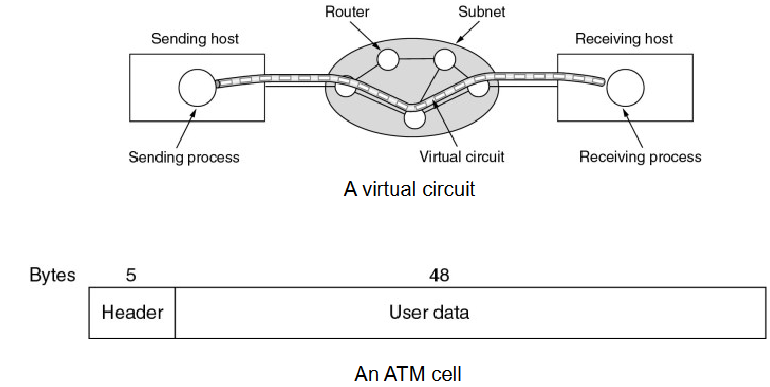 Router Subnet
Sending host Receiving host
Sending process Virtual circuit Receiving process
A virtual circuit
Bytes 5 48
Header User data
An ATM cell